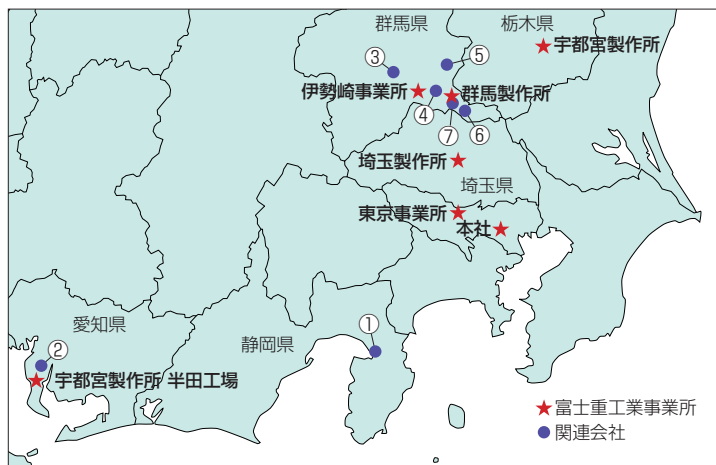 群馬県
栃木県
③
⑤
宇都宮製作所
伊勢崎事業所
群馬製作所
④
⑦
⑥
埼玉製作所
埼玉県
東京事業所
本社
愛知県
静岡県
①
②
宇都宮製作所 半田工場
富士重工業事業所
関連会社